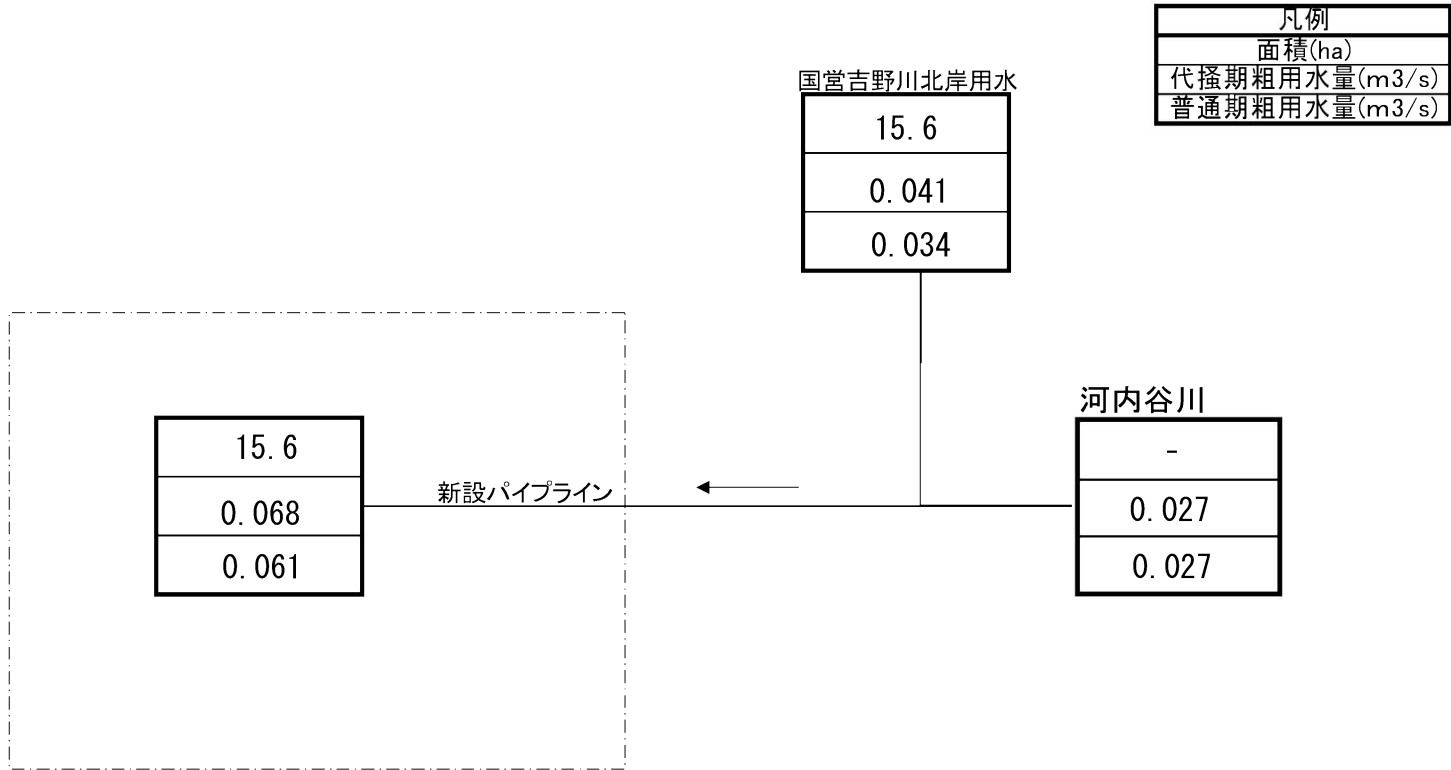 凡例
面積(ha)
代掻期粗用水量(m3/s)
普通期粗用水量(m3/s)
国営吉野川北岸用水
15.6
0.041
0.034
河内谷川
-
0.027
0.027
新設パイプライン
15.6
0.068
0.061